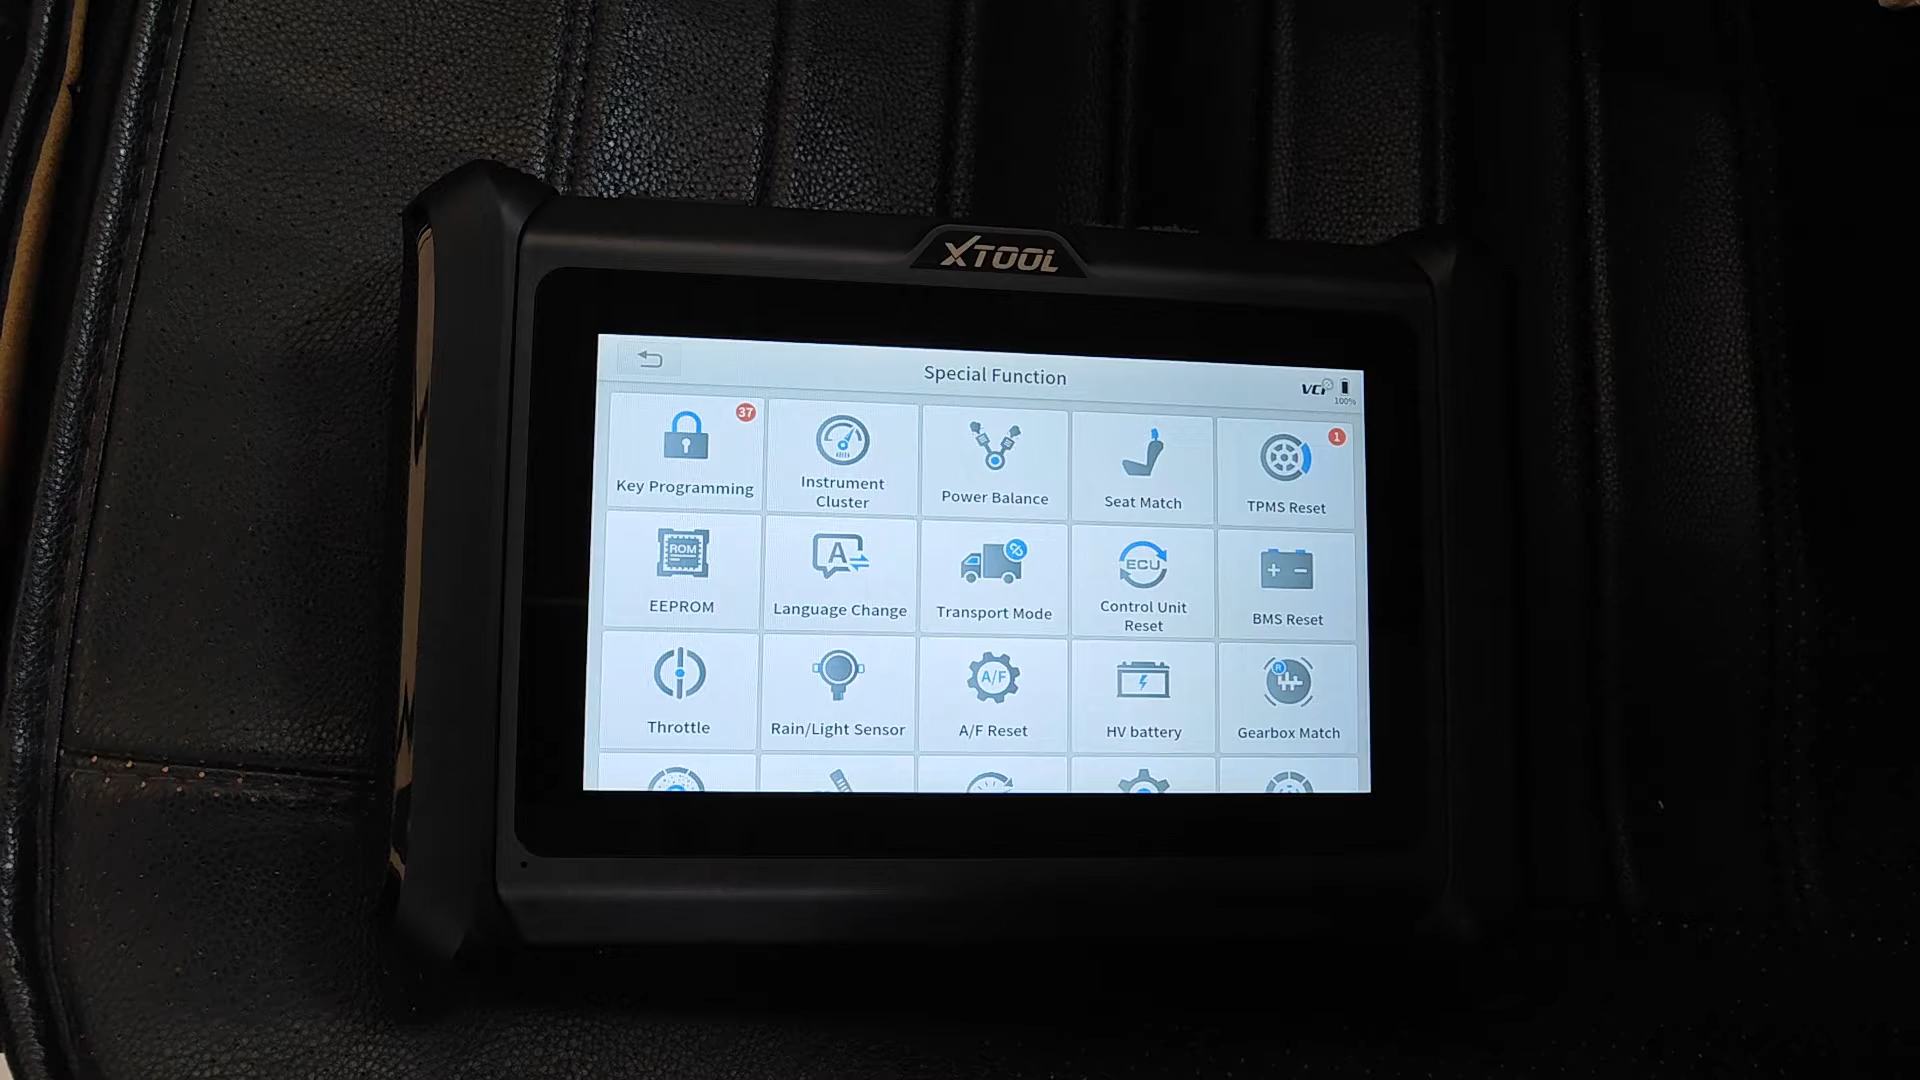 XTOOL
Special Function
VCI
100%
37
Key Programming
Instrument
Cluster
Power Balance
Seat Match
1
TPMS Reset
ROM
EEPROM
A
Language Change
Transport Mode
ECU
Control Unit
Reset
+ −
BMS Reset
Throttle
Rain/Light Sensor
A/F
A/F Reset
HV battery
R
Gearbox Match